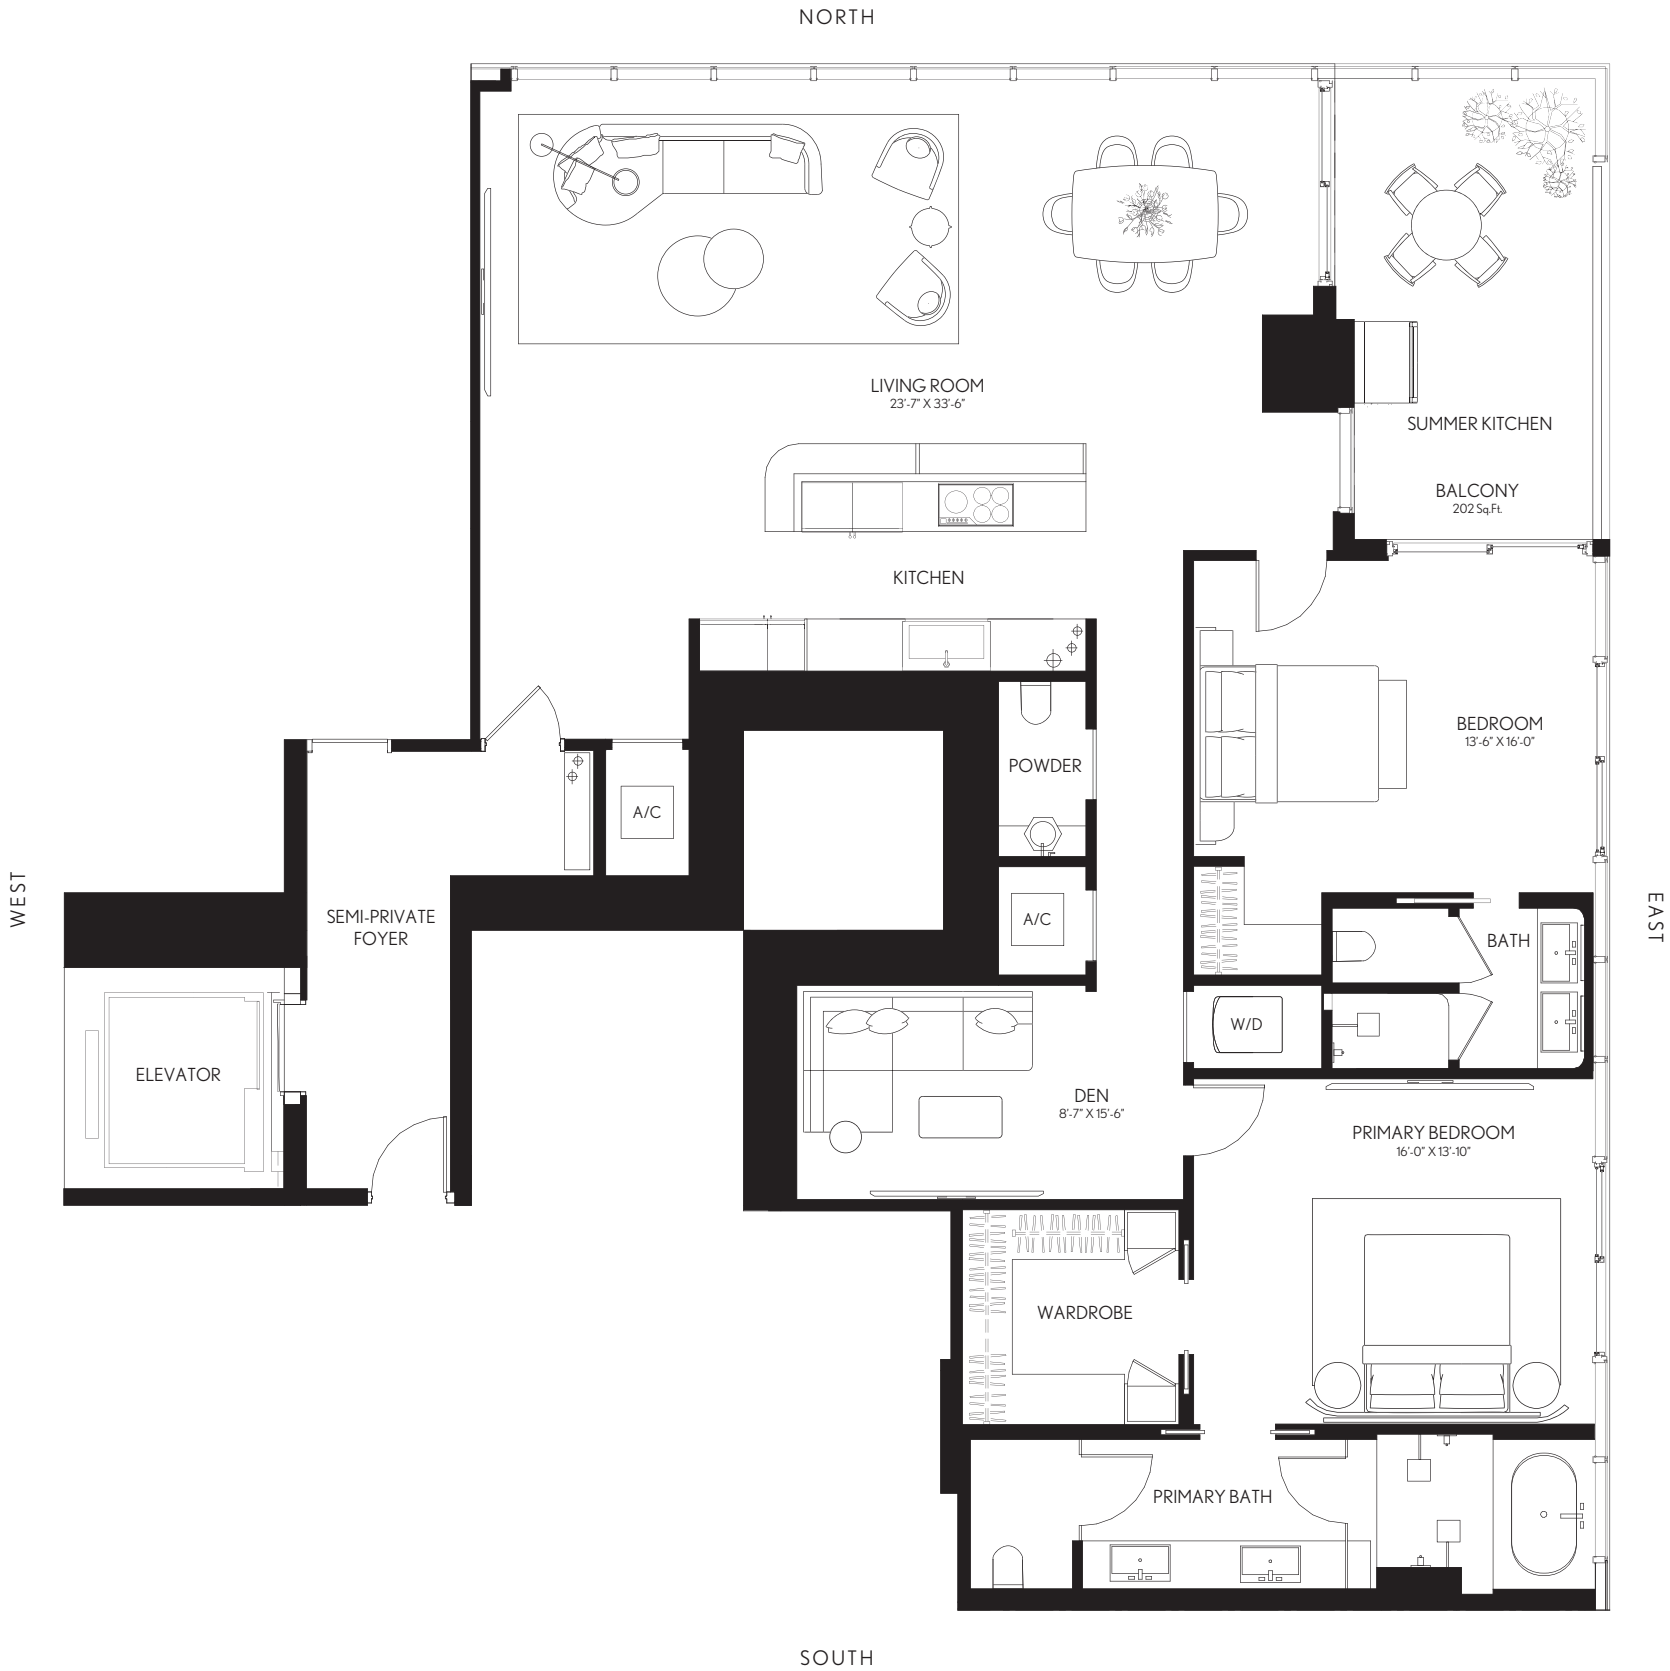 NORTH
LIVING ROOM
23'-7" X 33'-6"
SUMMER KITCHEN
BALCONY
202 Sq.Ft.
KITCHEN
BEDROOM
13'-6" X 16'-0"
POWDER
A/C
WEST
SEMI-PRIVATE
FOYER
A/C
EAST
BATH
W/D
ELEVATOR
DEN
8'-7" X 15'-6"
PRIMARY BEDROOM
16'-0" X 13'-10"
WARDROBE
PRIMARY BATH
SOUTH